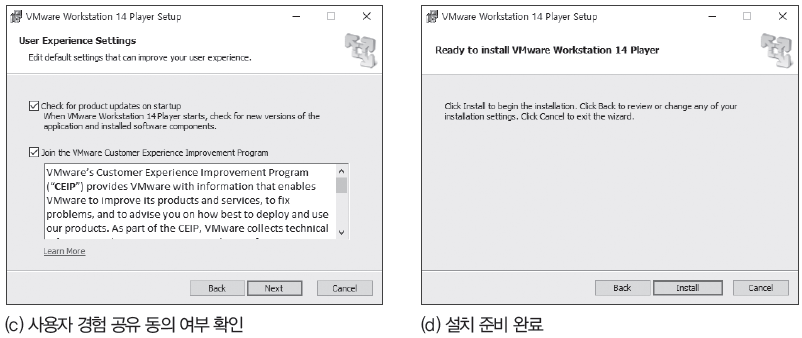 VMware Workstation 14 Player Setup
User Experience Settings
Edit default settings that can improve your user experience.
Check for product updates on startup
When VMware Workstation 14 Player starts, check for new versions of the
application and installed software components.
Join the VMware Customer Experience Improvement Program
VMware's Customer Experience Improvement Program
("CEIP") provides VMware with information that enables
VMware to improve its products and services, to fix
problems, and to advise you on how best to deploy and use
our products. As part of the CEIP, VMware collects technical
Learn More
Back Next Cancel
(c) 사용자 경험 공유 동의 여부 확인
VMware Workstation 14 Player Setup
Ready to install VMware Workstation 14 Player
Click Install to begin the installation. Click Back to review or change any of your
installation settings. Click Cancel to exit the wizard.
Back Install Cancel
(d) 설치 준비 완료